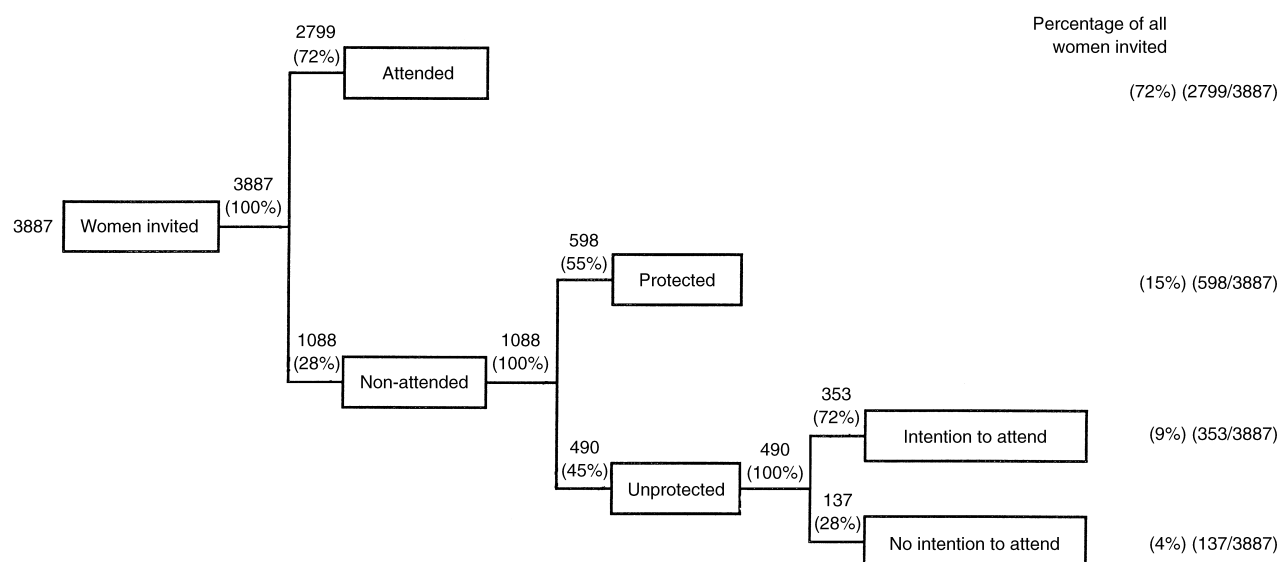 Percentage of all
women invited
2799
(72%)
Attended
(72%) (2799/3887)
3887
(100%)
3887
Women invited
598
(55%)
Protected
(15%) (598/3887)
1088
(28%)
Non-attended
1088
(100%)
353
(72%)
Intention to attend
(9%) (353/3887)
490
(45%)
Unprotected
490
(100%)
137
(28%)
No intention to attend
(4%) (137/3887)